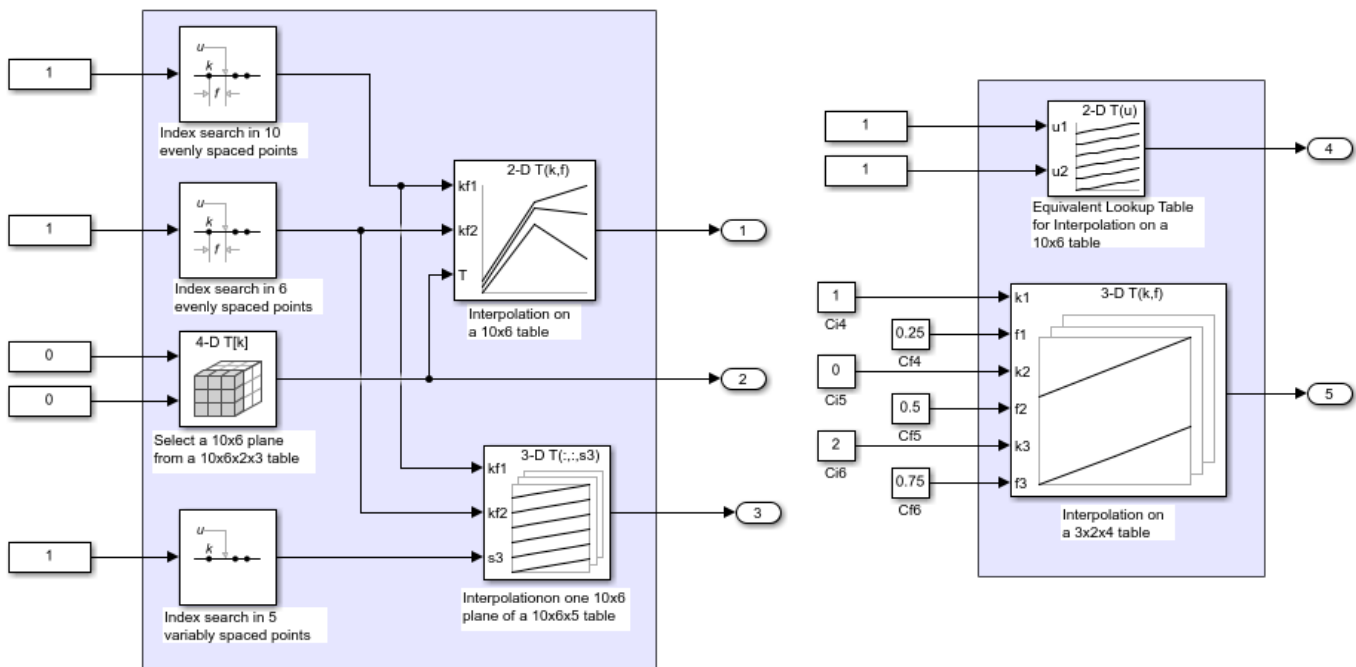 1
u
k
f
Index search in 10
evenly spaced points
1
u
k
f
Index search in 6
evenly spaced points
0
0
4-D T[k]
Select a 10x6 plane
from a 10x6x2x3 table
1
u
k
Index search in 5
variably spaced points
2-D T(k,f)
kf1
kf2
T
Interpolation on
a 10x6 table
1
2
3-D T(:,:,s3)
kf1
kf2
s3
Interpolationon one 10x6
plane of a 10x6x5 table
3
1
1
2-D T(u)
u1
u2
Equivalent Lookup Table
for Interpolation on a
10x6 table
4
1
Ci4
0.25
Cf4
0
Ci5
0.5
Cf5
2
Ci6
0.75
Cf6
3-D T(k,f)
k1
f1
k2
f2
k3
f3
Interpolation on
a 3x2x4 table
5